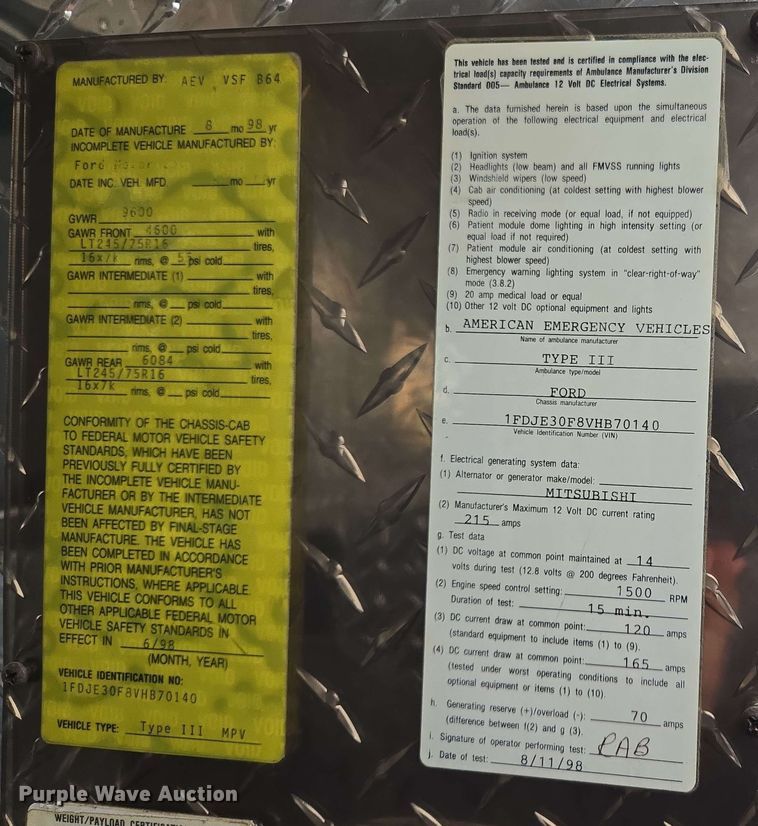 MANUFACTURED BY: AEV VSF B64
DATE OF MANUFACTURE 8 mo 98 yr
INCOMPLETE VEHICLE MANUFACTURED BY:
Ford
DATE INC. VEH. MFD. mo yr
GVWR 9600
GAWR FRONT 4600 with
LT245/75R16 tires,
16x7k rims, @ psi cold
GAWR INTERMEDIATE (1) with
tires,
rims, @ psi cold
GAWR INTERMEDIATE (2) with
tires,
rims, @ psi cold
GAWR REAR 6084 with
LT245/75R16 tires,
16x7k rims, @ psi cold
CONFORMITY OF THE CHASSIS-CAB
TO FEDERAL MOTOR VEHICLE SAFETY
STANDARDS, WHICH HAVE BEEN
PREVIOUSLY FULLY CERTIFIED BY
THE INCOMPLETE VEHICLE MANU-
FACTURER OR BY THE INTERMEDIATE
VEHICLE MANUFACTURER, HAS NOT
BEEN AFFECTED BY FINAL-STAGE
MANUFACTURE. THE VEHICLE HAS
BEEN COMPLETED IN ACCORDANCE
WITH PRIOR MANUFACTURER'S
INSTRUCTIONS, WHERE APPLICABLE.
THIS VEHICLE CONFORMS TO ALL
OTHER APPLICABLE FEDERAL MOTOR
VEHICLE SAFETY STANDARDS IN
EFFECT IN 6/98
(MONTH, YEAR)
VEHICLE IDENTIFICATION NO:
1FDJE30F8VHB70140
VEHICLE TYPE: Type III MPV
This vehicle has been tested and is certified in compliance with the elec-
trical load(s) capacity requirements of Ambulance Manufacturer's Division
Standard 005— Ambulance 12 Volt DC Electrical Systems.
a. The data furnished herein is based upon the simultaneous
operation of the following electrical equipment and electrical
load(s).
(1) Ignition system
(2) Headlights (low beam) and all FMVSS running lights
(3) Windshield wipers (low speed)
(4) Cab air conditioning (at coldest setting with highest blower
speed)
(5) Radio in receiving mode (or equal load, if not equipped)
(6) Patient module dome lighting in high intensity setting (or
equal load if not required)
(7) Patient module air conditioning (at coldest setting with
highest blower speed)
(8) Emergency warning lighting system in "clear-right-of-way"
mode (3.8.2)
(9) 20 amp medical load or equal
(10) Other 12 volt DC optional equipment and lights
b. AMERICAN EMERGENCY VEHICLES
Name of ambulance manufacturer
c. TYPE III
Ambulance type/model
d. FORD
Chassis manufacturer
e. 1FDJE30F8VHB70140
Vehicle Identification Number (VIN)
f. Electrical generating system data:
(1) Alternator or generator make/model:
MITSUBISHI
(2) Manufacturer's Maximum 12 Volt DC current rating
215 amps
g. Test data
(1) DC voltage at common point maintained at 14
volts during test (12.8 volts @ 200 degrees Fahrenheit).
(2) Engine speed control setting: 1500 RPM
Duration of test: 15 min.
(3) DC current draw at common point: 120 amps
(standard equipment to include items (1) to (9).
(4) DC current draw at common point: 165 amps
(tested under worst operating conditions to include all
optional equipment or items (1) to (10).
h. Generating reserve (+)/overload (-): 70 amps
(difference between f(2) and g (3).
i. Signature of operator performing test: RAB
j. Date of test: 8/11/98
Purple Wave Auction
WEIGHT/PAYLOAD